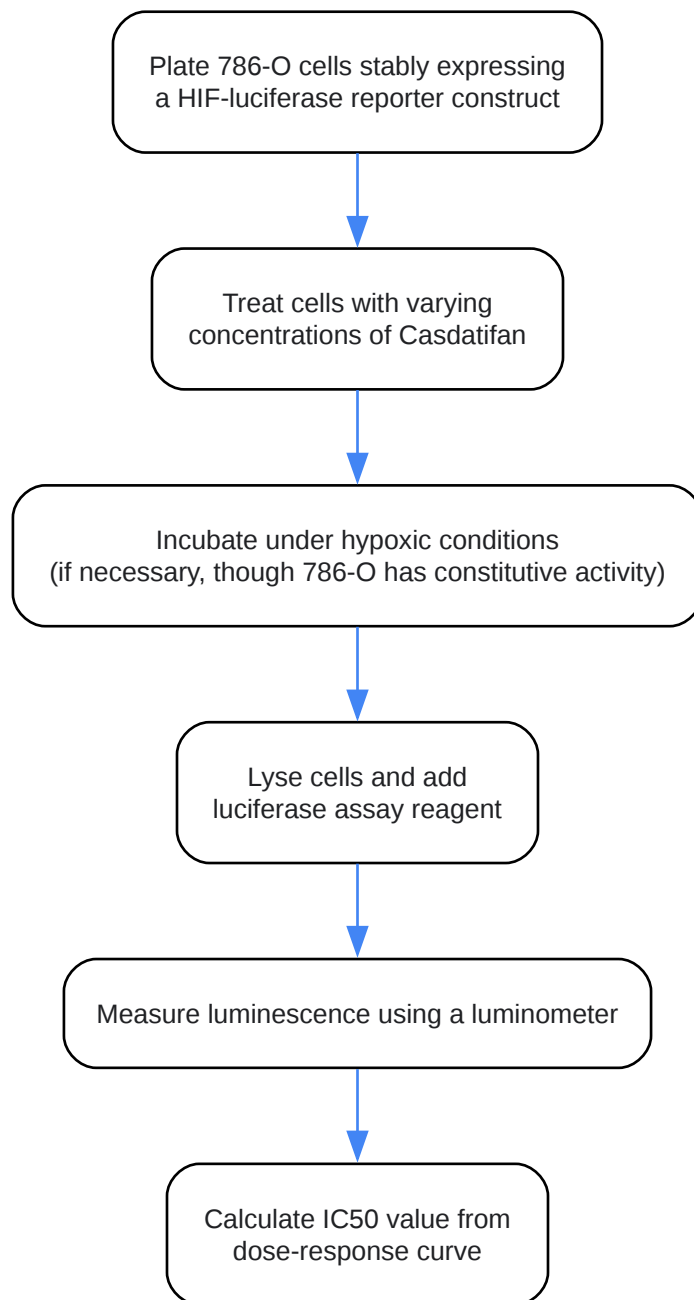 Plate 786-O cells stably expressing
a HIF-luciferase reporter construct
Treat cells with varying
concentrations of Casdatifan
Incubate under hypoxic conditions
(if necessary, though 786-O has constitutive activity)
Lyse cells and add
luciferase assay reagent
Measure luminescence using a luminometer
Calculate IC50 value from
dose-response curve